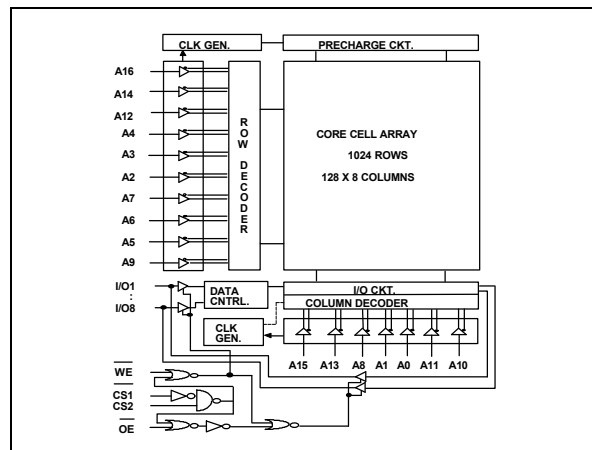 CLK GEN.
PRECHARGE CKT.
A16
A14
A12
A4
A3
A2
A7
A6
A5
A9
ROW DECODER
CORE CELL ARRAY
1024 ROWS
128 X 8 COLUMNS
I/O1
:
I/O8
DATA
CNTRL.
I/O CKT.
COLUMN DECODER
CLK
GEN.
A15 A13 A8 A1 A0 A11 A10
WE
CS1
CS2
OE